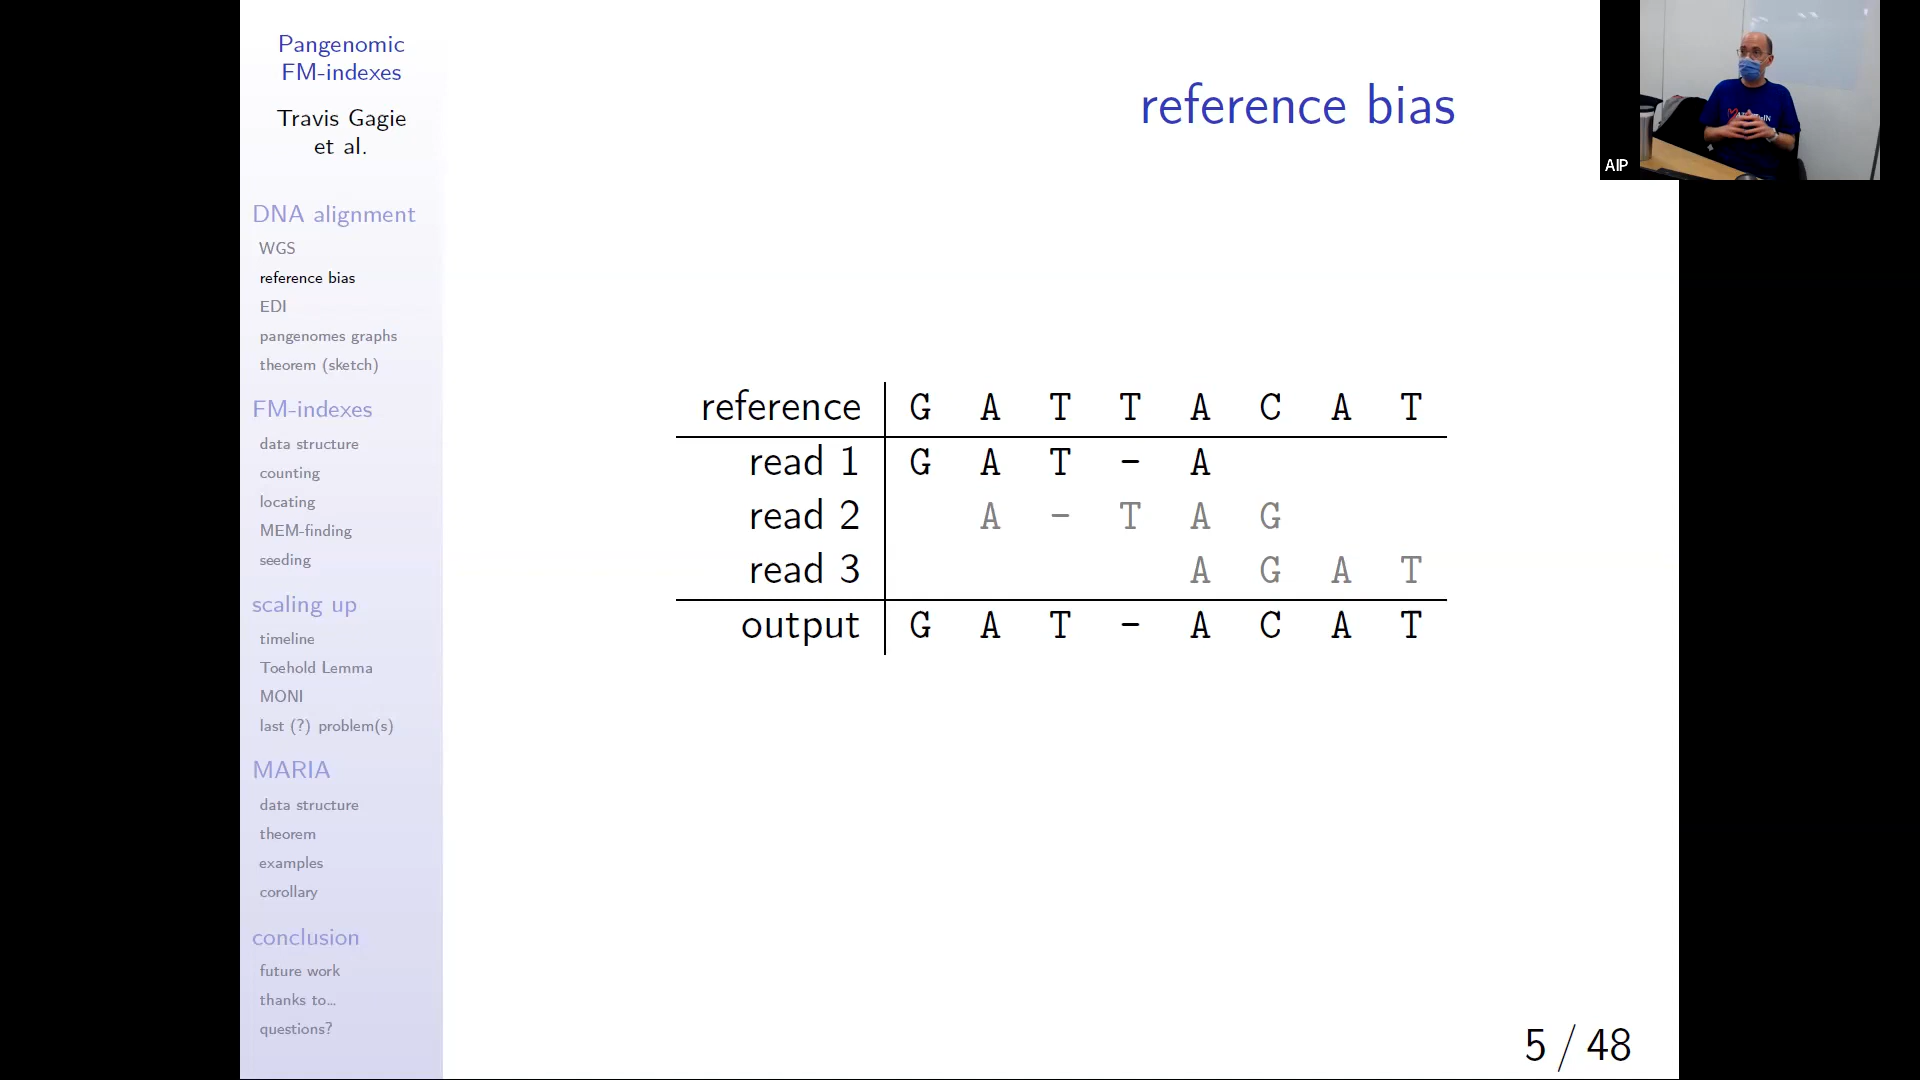 Pangenomic
FM-indexes
Travis Gagie
et al.
DNA alignment
WGS
reference bias
EDI
pangenomes graphs
theorem (sketch)
FM-indexes
data structure
counting
locating
MEM-finding
seeding
scaling up
timeline
Toehold Lemma
MONI
last (?) problem(s)
MARIA
data structure
theorem
examples
corollary
conclusion
future work
thanks to...
questions?
reference bias
reference G A T T A C A T
read 1 G A T - A
read 2 A - T A G
read 3 A G A T
output G A T - A C A T
5 / 48
AIP